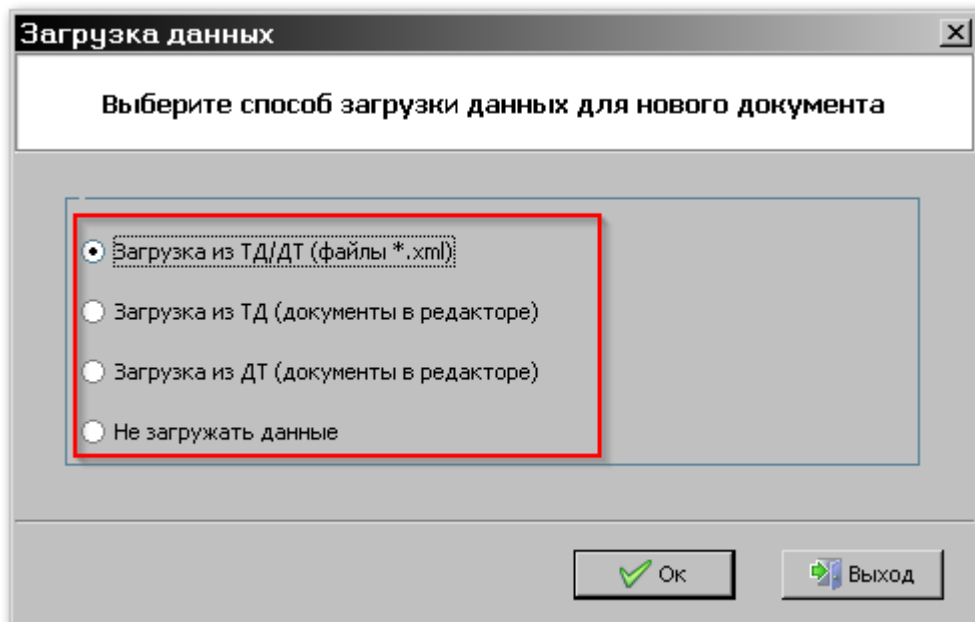 Загрузка данных
Выберите способ загрузки данных для нового документа
Загрузка из ТД/ДТ (файлы *.xml)
Загрузка из ТД (документы в редакторе)
Загрузка из ДТ (документы в редакторе)
Не загружать данные
Ок
Выход